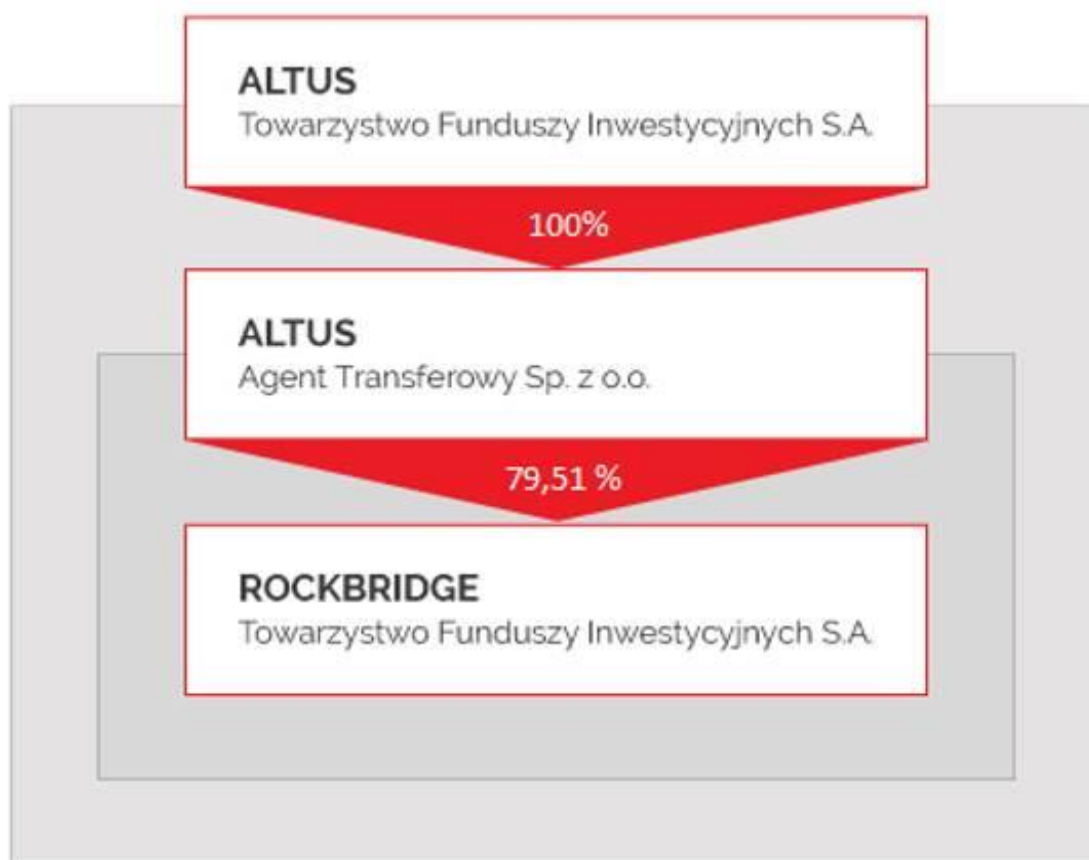 ALTUS
Towarzystwo Funduszy Inwestycyjnych S.A.
100%
ALTUS
Agent Transferowy Sp. z o.o.
79,51 %
ROCKBRIDGE
Towarzystwo Funduszy Inwestycyjnych S.A.